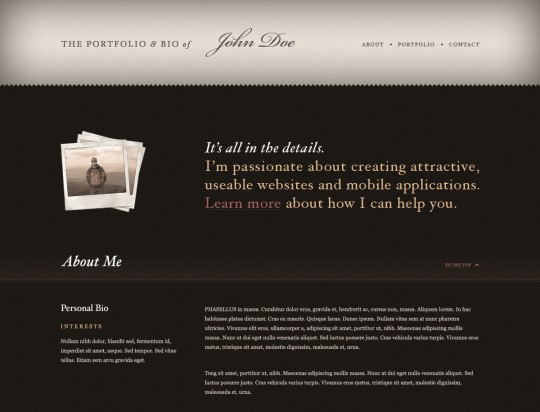 THE PORTFOLIO & BIO of John Doe
ABOUT • PORTFOLIO • CONTACT
It's all in the details.
I'm passionate about creating attractive,
useable websites and mobile applications.
Learn more about how I can help you.
About Me
TO THE TOP
Personal Bio
INTERESTS
Nullam nibh dolor, blandit sed, fermentum id,
imperdiet sit amet, neque. Sed tempor. Sed vitae
tellus. Etiam sem arcu gravida eget.
PHASELLUS in massa. Curabitur dolor eros, gravida et, hendrerit ac, cursus non, massa. Aliquam lorem. In hac
habitasse platea dictumst. Cras eu mauris. Quisque lacus. Donec ipsum. Nullam vitae sem at nunc pharetra
ultricies. Vivamus elit eros, ullamcorper a, adipiscing sit amet, porttitor ut, nibh. Maecenas adipiscing mollis
massa. Nunc ut dui eget nulla venenatis aliquet. Sed luctus posuere justo. Cras vehicula varius turpis. Vivamus eros
metus, tristique sit amet, molestie dignissim, malesuada et, urna.
Teng sit amet, porttitor ut, nibh. Maecenas adipiscing mollis massa. Nunc ut dui eget nulla venenatis aliquet. Sed
luctus posuere justo. Cras vehicula varius turpis. Vivamus eros metus, tristique sit amet, molestie dignissim,
malesuada et, urna.